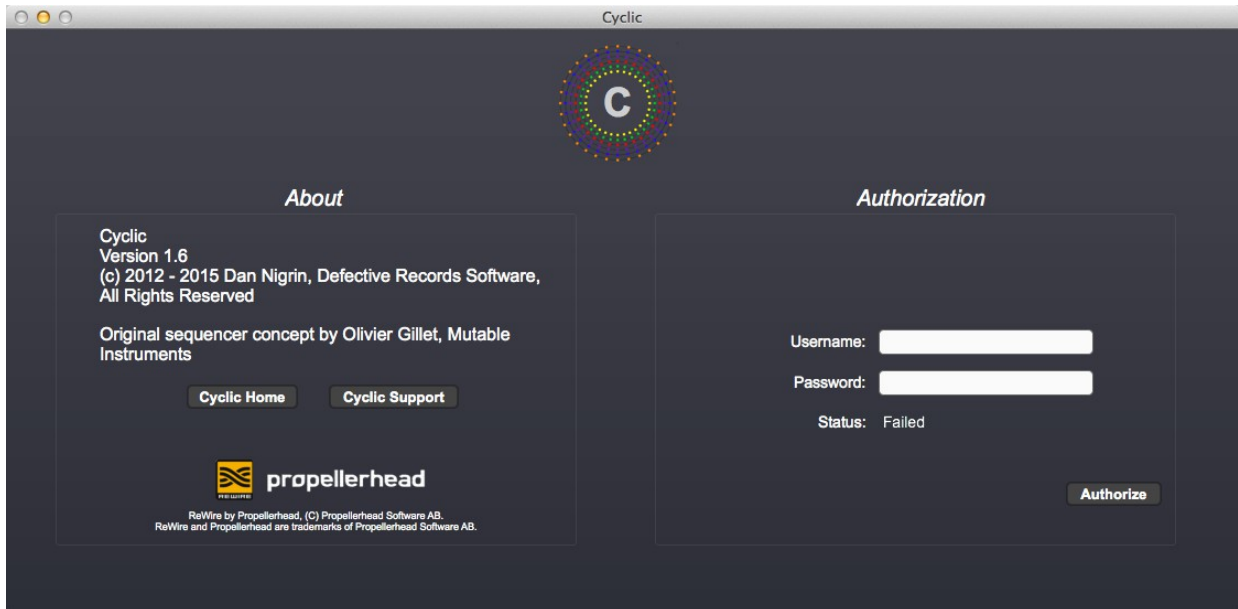 Cyclic
C
About
Cyclic
Version 1.6
(c) 2012 - 2015 Dan Nigrin, Defective Records Software,
All Rights Reserved
Original sequencer concept by Olivier Gillet, Mutable
Instruments
Cyclic Home
Cyclic Support
REWIRE
propellerhead
ReWire by Propellerhead, (C) Propellerhead Software AB.
ReWire and Propellerhead are trademarks of Propellerhead Software AB.
Authorization
Username:
Password:
Status: Failed
Authorize